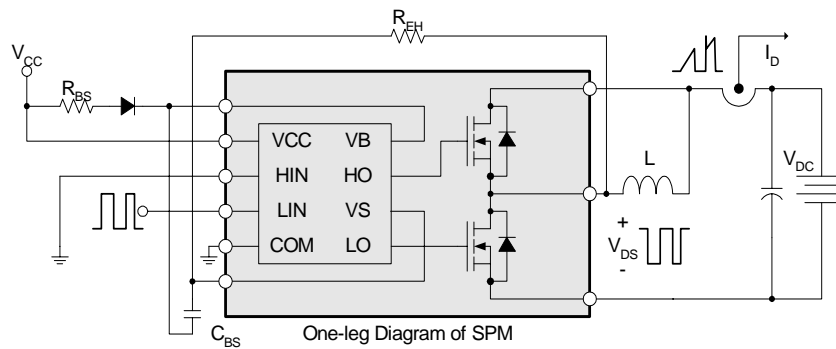 R_EH
V_CC
R_BS
I_D
VCC VB
HIN HO
LIN VS
COM LO
L
V_DC
+
V_DS
-
C_BS
One-leg Diagram of SPM